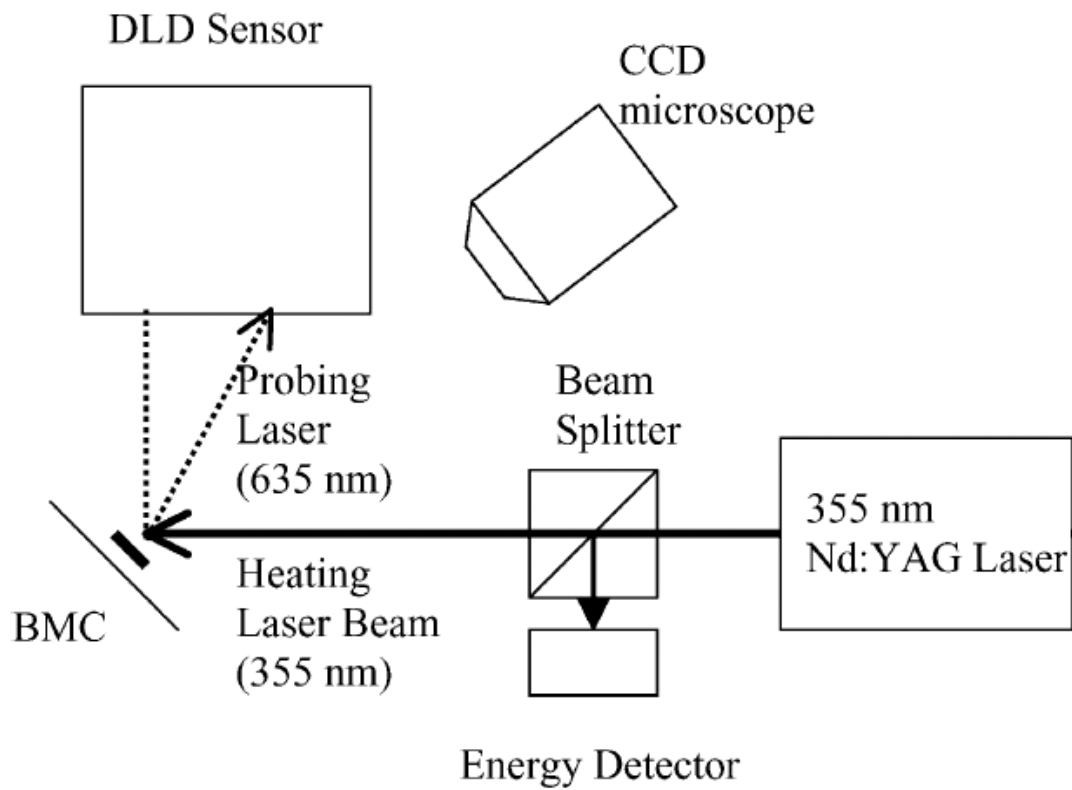 DLD Sensor
CCD
microscope
Probing
Laser
(635 nm)
Beam
Splitter
355 nm
Nd:YAG Laser
Heating
Laser Beam
(355 nm)
BMC
Energy Detector